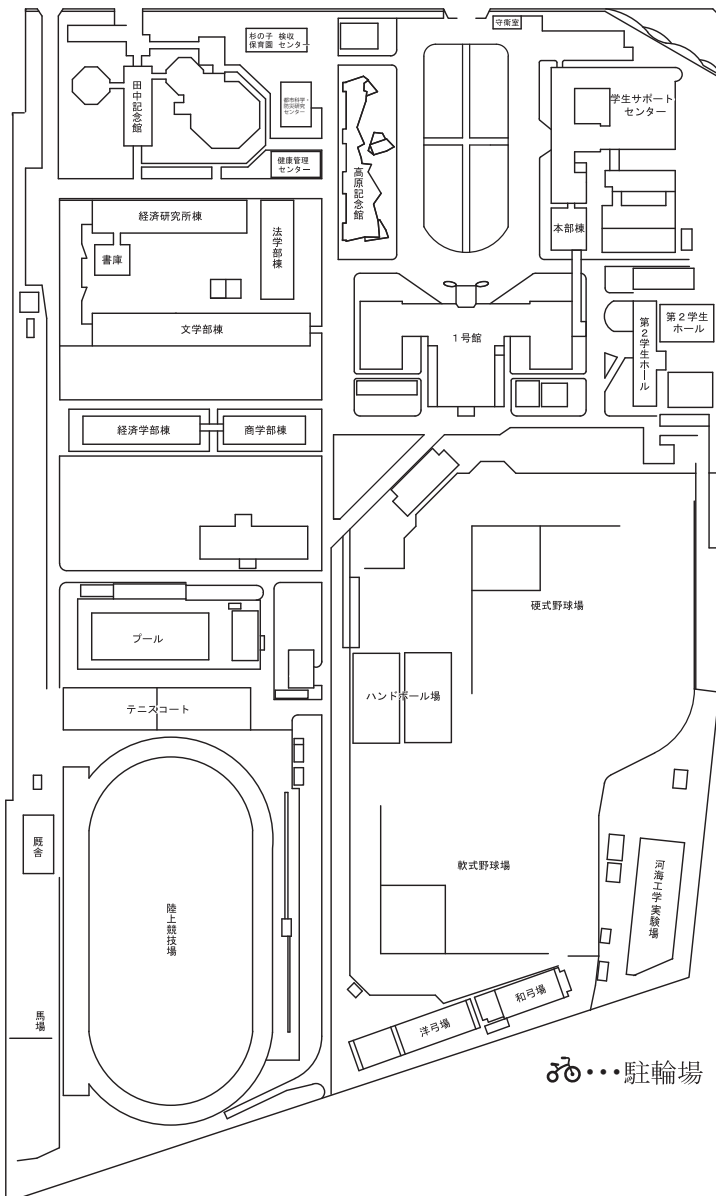 守衛室
杉の子 検収
保育園 センター
田中記念館
都市科学・
防災研究
センター
学生サポート
センター
健康管理
センター
高原記念館
経済研究所棟
法学部棟
本部棟
書庫
文学部棟
1号館
第2学生ホール
第2学生
ホール
経済学部棟
商学部棟
硬式野球場
プール
ハンドボール場
テニスコート
厩舎
軟式野球場
河海工学実験場
陸上競技場
馬場
和弓場
洋弓場
・・・駐輪場